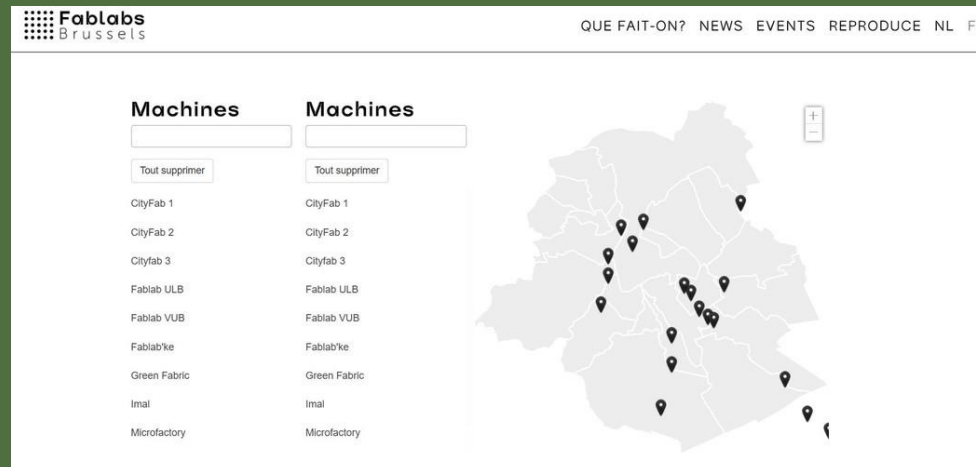 Fablabs
Brussels
QUE FAIT-ON? NEWS EVENTS REPRODUCE NL F
Machines
Tout supprimer
CityFab 1
CityFab 2
Cityfab 3
Fablab ULB
Fablab VUB
Fablab'ke
Green Fabric
Imal
Microfactory
Machines
Tout supprimer
CityFab 1
CityFab 2
Cityfab 3
Fablab ULB
Fablab VUB
Fablab'ke
Green Fabric
Imal
Microfactory
+
−